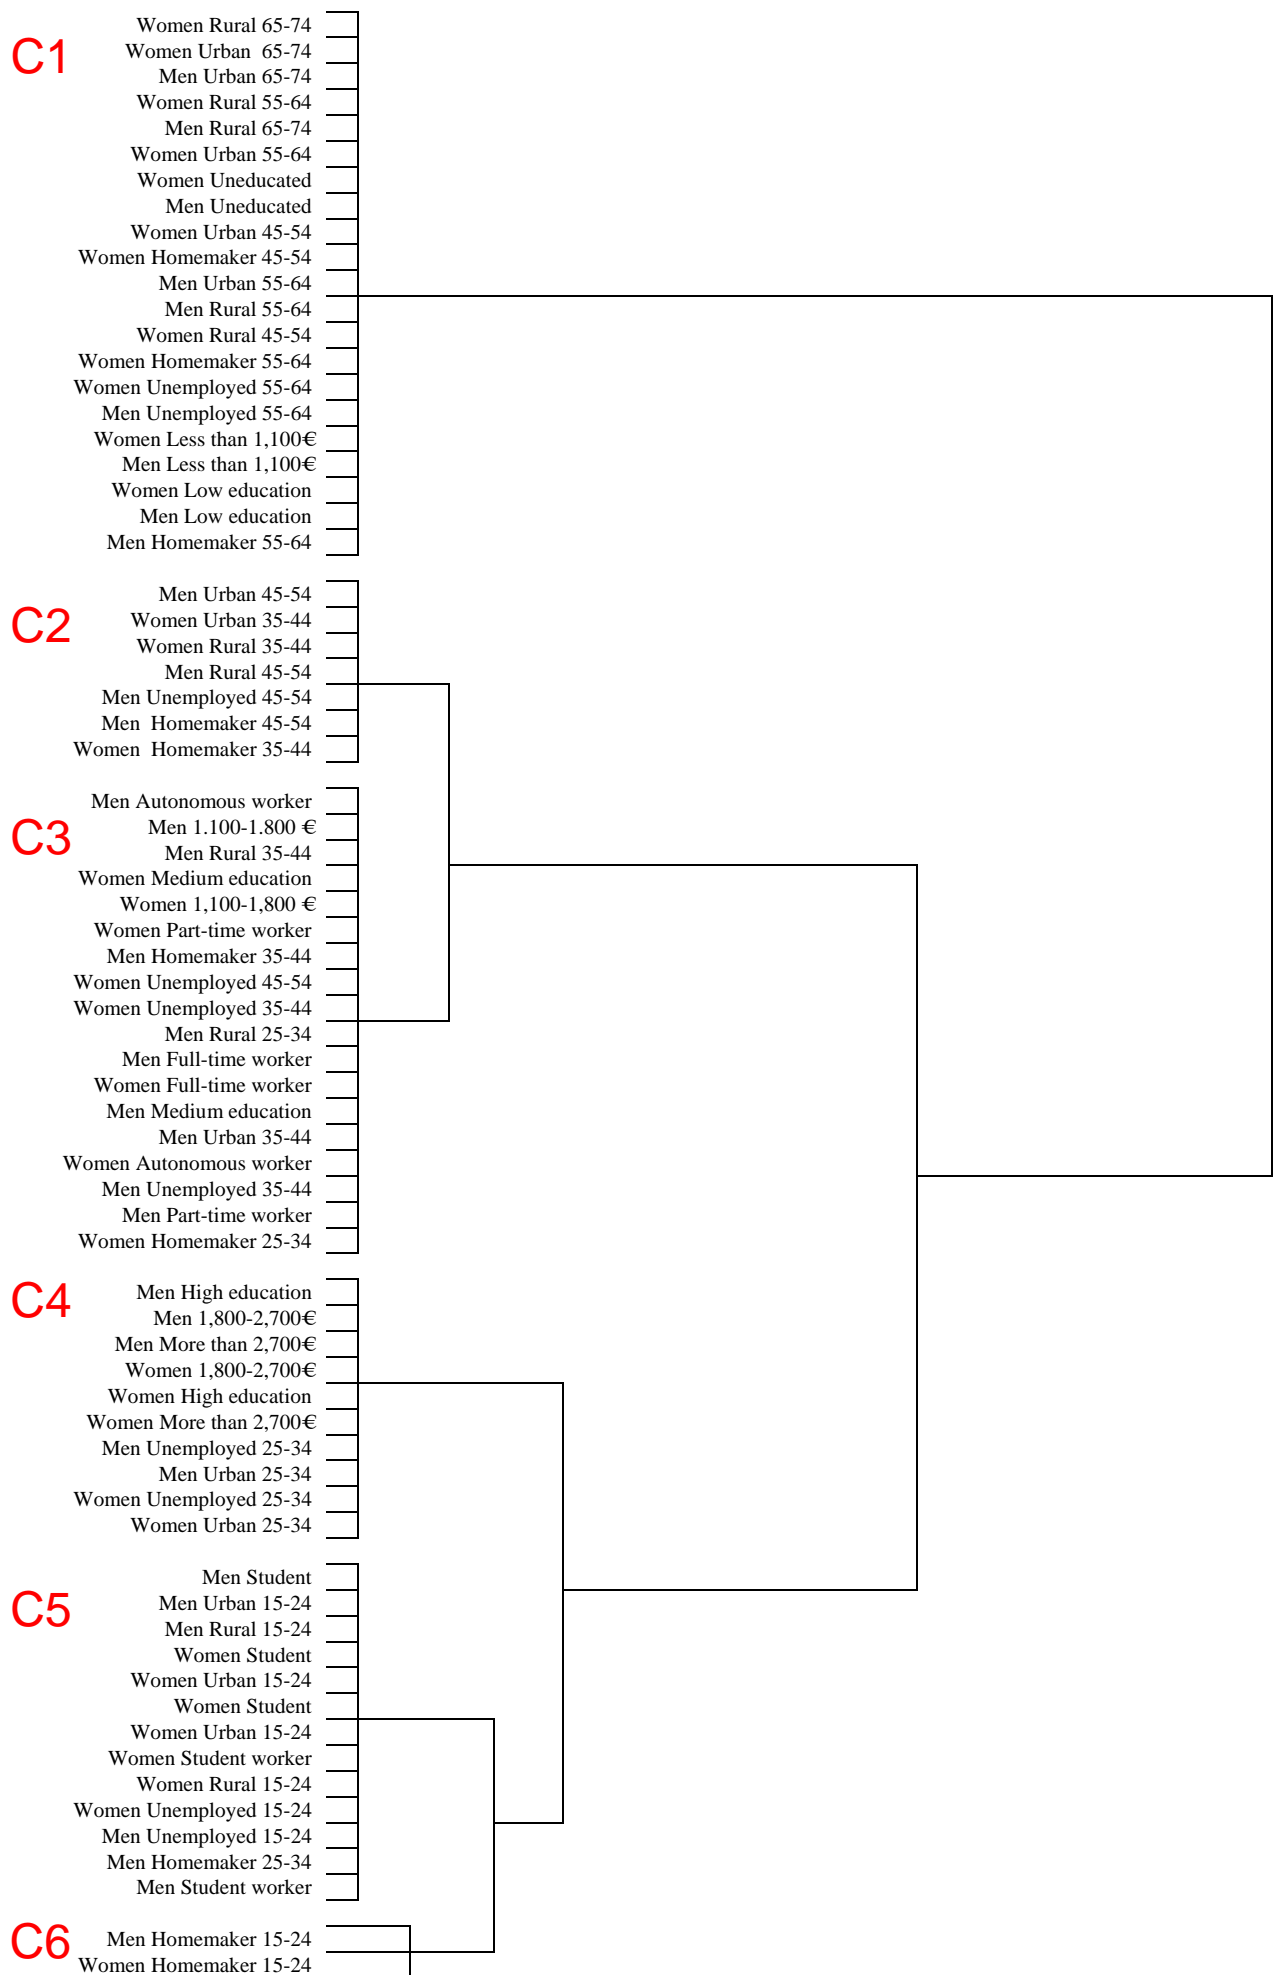 C1
Women Rural 65-74
Women Urban 65-74
Men Urban 65-74
Women Rural 55-64
Men Rural 65-74
Women Urban 55-64
Women Uneducated
Men Uneducated
Women Urban 45-54
Women Homemaker 45-54
Men Urban 55-64
Men Rural 55-64
Women Rural 45-54
Women Homemaker 55-64
Women Unemployed 55-64
Men Unemployed 55-64
Women Less than 1,100€
Men Less than 1,100€
Women Low education
Men Low education
Men Homemaker 55-64
C2
Men Urban 45-54
Women Urban 35-44
Women Rural 35-44
Men Rural 45-54
Men Unemployed 45-54
Men Homemaker 45-54
Women Homemaker 35-44
C3
Men Autonomous worker
Men 1.100-1.800 €
Men Rural 35-44
Women Medium education
Women 1,100-1,800 €
Women Part-time worker
Men Homemaker 35-44
Women Unemployed 45-54
Women Unemployed 35-44
Men Rural 25-34
Men Full-time worker
Women Full-time worker
Men Medium education
Men Urban 35-44
Women Autonomous worker
Men Unemployed 35-44
Men Part-time worker
Women Homemaker 25-34
C4
Men High education
Men 1,800-2,700€
Men More than 2,700€
Women 1,800-2,700€
Women High education
Women More than 2,700€
Men Unemployed 25-34
Men Urban 25-34
Women Unemployed 25-34
Women Urban 25-34
C5
Men Student
Men Urban 15-24
Men Rural 15-24
Women Student
Women Urban 15-24
Women Student
Women Urban 15-24
Women Student worker
Women Rural 15-24
Women Unemployed 15-24
Men Unemployed 15-24
Men Homemaker 25-34
Men Student worker
C6
Men Homemaker 15-24
Women Homemaker 15-24